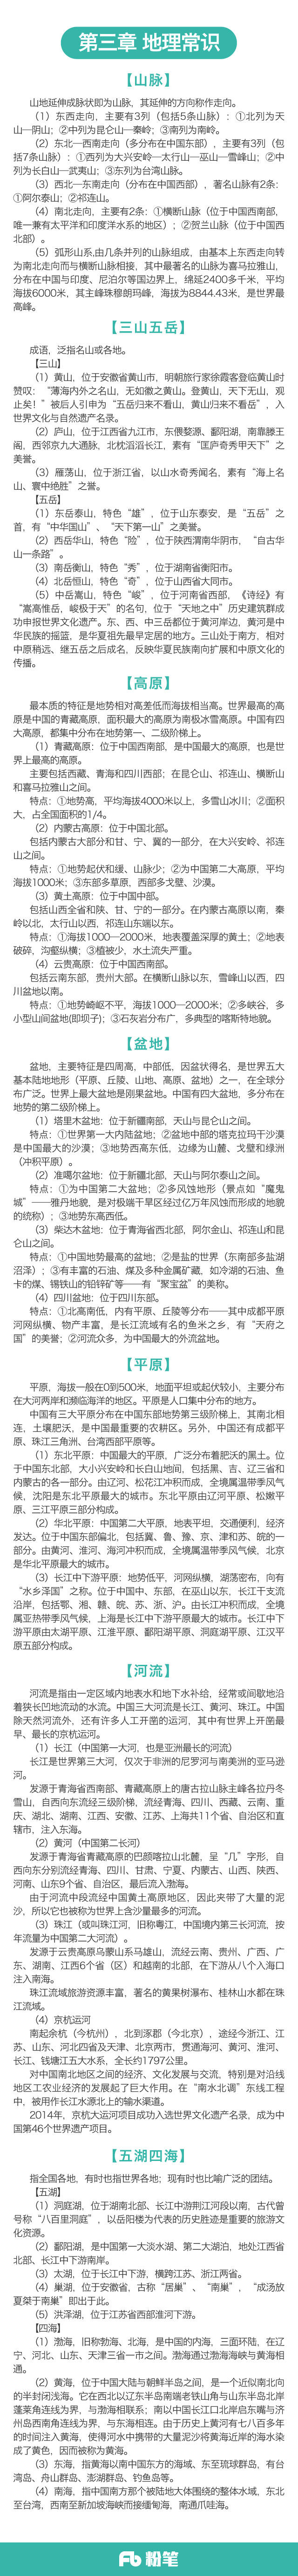 第三章 地理常识
【山脉】
山地延伸成脉状即为山脉，其延伸的方向称作走向。
（1）东西走向，主要有3列（包括5条山脉）：①北列为天
山—阴山；②中列为昆仑山—秦岭；③南列为南岭。
（2）东北—西南走向（多分布在中国东部），主要有3列（包
括7条山脉）：①西列为大兴安岭—太行山—巫山—雪峰山；②中
列为长白山—武夷山；③东列为台湾山脉。
（3）西北—东南走向（分布在中国西部），著名山脉有2条：
①阿尔泰山；②祁连山。
（4）南北走向，主要有2条：①横断山脉（位于中国西南部，
唯一兼有太平洋和印度洋水系的地区）；②贺兰山脉（位于中国西
北部）。
（5）弧形山系,由几条并列的山脉组成，由基本上东西走向转
为南北走向而与横断山脉相接，其中最著名的山脉为喜马拉雅山，
分布在中国与印度、尼泊尔等国边界上，绵延2400多千米，平均
海拔6000米，其主峰珠穆朗玛峰，海拔为8844.43米，是世界最
高峰。
【三山五岳】
成语，泛指名山或各地。
【三山】
（1）黄山，位于安徽省黄山市，明朝旅行家徐霞客登临黄山时
赞叹：“薄海内外之名山，无如徽之黄山。登黄山，天下无山，观
止矣！”被后人引申为“五岳归来不看山，黄山归来不看岳”，入
世界文化与自然遗产名录。
（2）庐山，位于江西省九江市，东偎婺源、鄱阳湖，南靠滕王
阁，西邻京九大通脉，北枕滔滔长江，素有“匡庐奇秀甲天下”之
美誉。
（3）雁荡山，位于浙江省，以山水奇秀闻名，素有“海上名
山、寰中绝胜”之誉。
【五岳】
（1）东岳泰山，特色“雄”，位于山东泰安，是“五岳”之
首，有“中华国山”、“天下第一山”之美誉。
（2）西岳华山，特色“险”，位于陕西渭南华阴市，“自古华
山一条路”。
（3）南岳衡山，特色“秀”，位于湖南省衡阳市。
（4）北岳恒山，特色“奇”，位于山西省大同市。
（5）中岳嵩山，特色“峻”，位于河南省西部，《诗经》有
“嵩高惟岳，峻极于天”的名句，位于“天地之中”历史建筑群成
功申报世界文化遗产。东、西、中三岳都位于黄河岸边，黄河是中
华民族的摇篮，是华夏祖先最早定居的地方。三山处于南方，相对
中原稍远、继五岳之后成名，反映华夏民族南向扩展和中原文化的
传播。
【高原】
最本质的特征是地势相对高差低而海拔相当高。世界最高的高
原是中国的青藏高原，面积最大的高原为南极冰雪高原。中国有四
大高原，都集中分布在地势第一、二级阶梯上。
（1）青藏高原：位于中国西南部，是中国最大的高原，也是世
界上最高的高原。
主要包括西藏、青海和四川西部；在昆仑山、祁连山、横断山
和喜马拉雅山之间。
特点：①地势高，平均海拔4000米以上，多雪山冰川；②面积
大，占全国面积的1/4。
（2）内蒙古高原：位于中国北部。
包括内蒙古大部分和甘、宁、冀的一部分，在大兴安岭、祁连
山之间。
特点：①地势起伏和缓、山脉少；②为中国第二大高原，平均
海拔1000米；③东部多草原，西部多戈壁、沙漠。
（3）黄土高原：位于中国中部。
包括山西全省和陕、甘、宁的一部分。在内蒙古高原以南，秦
岭以北，太行山以西，祁连山东端以东。
特点：①海拔1000—2000米，地表覆盖深厚的黄土；②地表
破碎，沟壑纵横；③植被少，水土流失严重。
（4）云贵高原：位于中国西南部。
包括云南东部，贵州大部。在横断山脉以东，雪峰山以西，四
川盆地以南。
特点：①地势崎岖不平，海拔1000—2000米；②多峡谷，多
小型山间盆地(即坝子)；③石灰岩分布广，多典型的喀斯特地貌。
【盆地】
盆地，主要特征是四周高，中部低，因盆状得名，是世界五大
基本陆地地形（平原、丘陵、山地、高原、盆地）之一，在全球分
布广泛。世界上最大盆地是刚果盆地。中国有四大盆地，多分布在
地势的第二级阶梯上。
（1）塔里木盆地：位于新疆南部，天山与昆仑山之间。
特点：①世界第一大内陆盆地；②盆地中部的塔克拉玛干沙漠
是中国最大的沙漠；③地势西高东低，边缘为山麓、戈壁和绿洲
（冲积平原）。
（2）准噶尔盆地：位于新疆北部，天山与阿尔泰山之间。
特点：①为中国第二大盆地；②多风蚀地形（景点如“魔鬼
城”—雅丹地貌，是对极端干旱区经过亿万年风蚀而形成的地貌
的统称）；③地势东高西低。
（3）柴达木盆地：位于青海省西北部，阿尔金山、祁连山和昆
仑山之间。
特点：①中国地势最高的盆地；②是盐的世界（东南部多盐湖
沼泽）；③有丰富的石油、煤及多种金属矿藏，如冷湖的石油、鱼
卡的煤、锡铁山的铅锌矿等——有“聚宝盆”的美称。
（4）四川盆地：位于四川东部。
特点：①北高南低，内有平原、丘陵等分布——其中成都平原
河网纵横、物产丰富，是长江流域有名的鱼米之乡，有“天府之
国”的美誉；②河流众多，为中国最大的外流盆地。
【平原】
平原，海拔一般在0到500米，地面平坦或起伏较小，主要分布
在大河两岸和濒临海洋的地区。平原是人口集中分布的地方。
中国有三大平原分布在中国东部地势第三级阶梯上，其南北相
连，土壤肥沃，是中国最重要的农耕区。另外，中国还有成都平
原、珠江三角洲、台湾西部平原等。
（1）东北平原：中国最大的平原，广泛分布着肥沃的黑土。位
于中国东北部，大小兴安岭和长白山地间，包括黑、吉、辽三省和
内蒙古的各一部分。由辽河、松花江冲积而成，全境属温带季风气
候，沈阳是东北平原最大的城市。东北平原由辽河平原、松嫩平
原、三江平原三部分构成。
（2）华北平原：中国第二大平原，地表平坦，交通便利，经济
发达。位于中国东部偏北，包括冀、鲁、豫、京、津和苏、皖的一
部分。由黄河、淮河、海河冲积而成，全境属温带季风气候，北京
是华北平原最大的城市。
（3）长江中下游平原：地势低平，河网纵横，湖荡密布，向有
“水乡泽国”之称。位于中国中、东部，在巫山以东，长江干支流
沿岸，包括鄂、湘、赣、皖、苏、浙、沪。由长江冲积而成，全境
属亚热带季风气候，上海是长江中下游平原最大的城市。长江中下
游平原由太湖平原、江淮平原、鄱阳湖平原、洞庭湖平原、江汉平
原五部分构成。
【河流】
河流是指由一定区域内地表水和地下水补给，经常或间歇地沿
着狭长凹地流动的水流。中国三大河流是长江、黄河、珠江。中国
除天然河流外，还有许多人工开凿的运河，其中有世界上开凿最
早、最长的京杭运河。
（1）长江（中国第一大河，也是亚洲最长的河流）
长江是世界第三大河，仅次于非洲的尼罗河与南美洲的亚马逊
河。
发源于青海省西南部、青藏高原上的唐古拉山脉主峰各拉丹冬
雪山，自西向东流经三级阶梯，流经青海、四川、西藏、云南、重
庆、湖北、湖南、江西、安徽、江苏、上海共11个省、自治区和直
辖市，注入东海。
（2）黄河（中国第二长河）
发源于青海省青藏高原的巴颜喀拉山北麓，呈“几”字形，自
西向东分别流经青海、四川、甘肃、宁夏、内蒙古、山西、陕西、
河南、山东9个省、自治区，最后流入渤海。
由于河流中段流经中国黄土高原地区，因此夹带了大量的泥
沙，所以它也被称为世界上含沙量最多的河流。
（3）珠江（或叫珠江河，旧称粤江，中国境内第三长河流，按
年流量为中国第二大河流）。
发源于云贵高原乌蒙山系马雄山，流经云南、贵州、广西、广
东、湖南、江西6个省（区）和越南的北部，在下游从八个入海口
注入南海。
珠江流域旅游资源丰富，著名的黄果树瀑布、桂林山水都在珠
江流域。
（4）京杭运河
南起余杭（今杭州），北到涿郡（今北京），途经今浙江、江
苏、山东、河北四省及天津、北京两市，贯通海河、黄河、淮河、
长江、钱塘江五大水系，全长约1797公里。
对中国南北地区之间的经济、文化发展与交流，特别是对沿线
地区工农业经济的发展起了巨大作用。在“南水北调”东线工程
中，被用作长江水源北上的输水渠道。
2014年，京杭大运河项目成功入选世界文化遗产名录，成为中
国第46个世界遗产项目。
【五湖四海】
指全国各地，有时也指世界各地；现有时也比喻广泛的团结。
【五湖】
（1）洞庭湖，位于湖南北部、长江中游荆江河段以南，古代曾
号称“八百里洞庭”，以岳阳楼为代表的历史胜迹是重要的旅游文
化资源。
（2）鄱阳湖，是中国第一大淡水湖、第二大湖泊，地处江西省
北部、长江中下游南岸。
（3）太湖，位于长江中下游，横跨江苏、浙江两省。
（4）巢湖，位于安徽省，古称“居巢”、“南巢”，“成汤放
夏桀于南巢”即出于此。
（5）洪泽湖，位于江苏省西部淮河下游。
【四海】
（1）渤海，旧称勃海、北海，是中国的内海，三面环陆，在辽
宁、河北、山东、天津三省一市之间。渤海通过渤海海峡与黄海相
通。
（2）黄海，位于中国大陆与朝鲜半岛之间，是一个近似南北向
的半封闭浅海。它在西北以辽东半岛南端老铁山角与山东半岛北岸
蓬莱角连线为界，与渤海相联系；南以中国长江口北岸启东嘴与济
州岛西南角连线为界，与东海相连。由于历史上黄河有七八百多年
的时间注入黄海，使得河水中携带的大量泥沙将黄海近岸的海水染
成了黄色，因而被称为黄海。
（3）东海，指黄海以南中国东方的海域、东至琉球群岛，有台
湾岛、舟山群岛、澎湖群岛、钓鱼岛等。
（4）南海，指中国南方那个被陆地大体围绕的整体水域，东北
至台湾，西南至新加坡海峡而接缅甸海，南通爪哇海。
粉笔